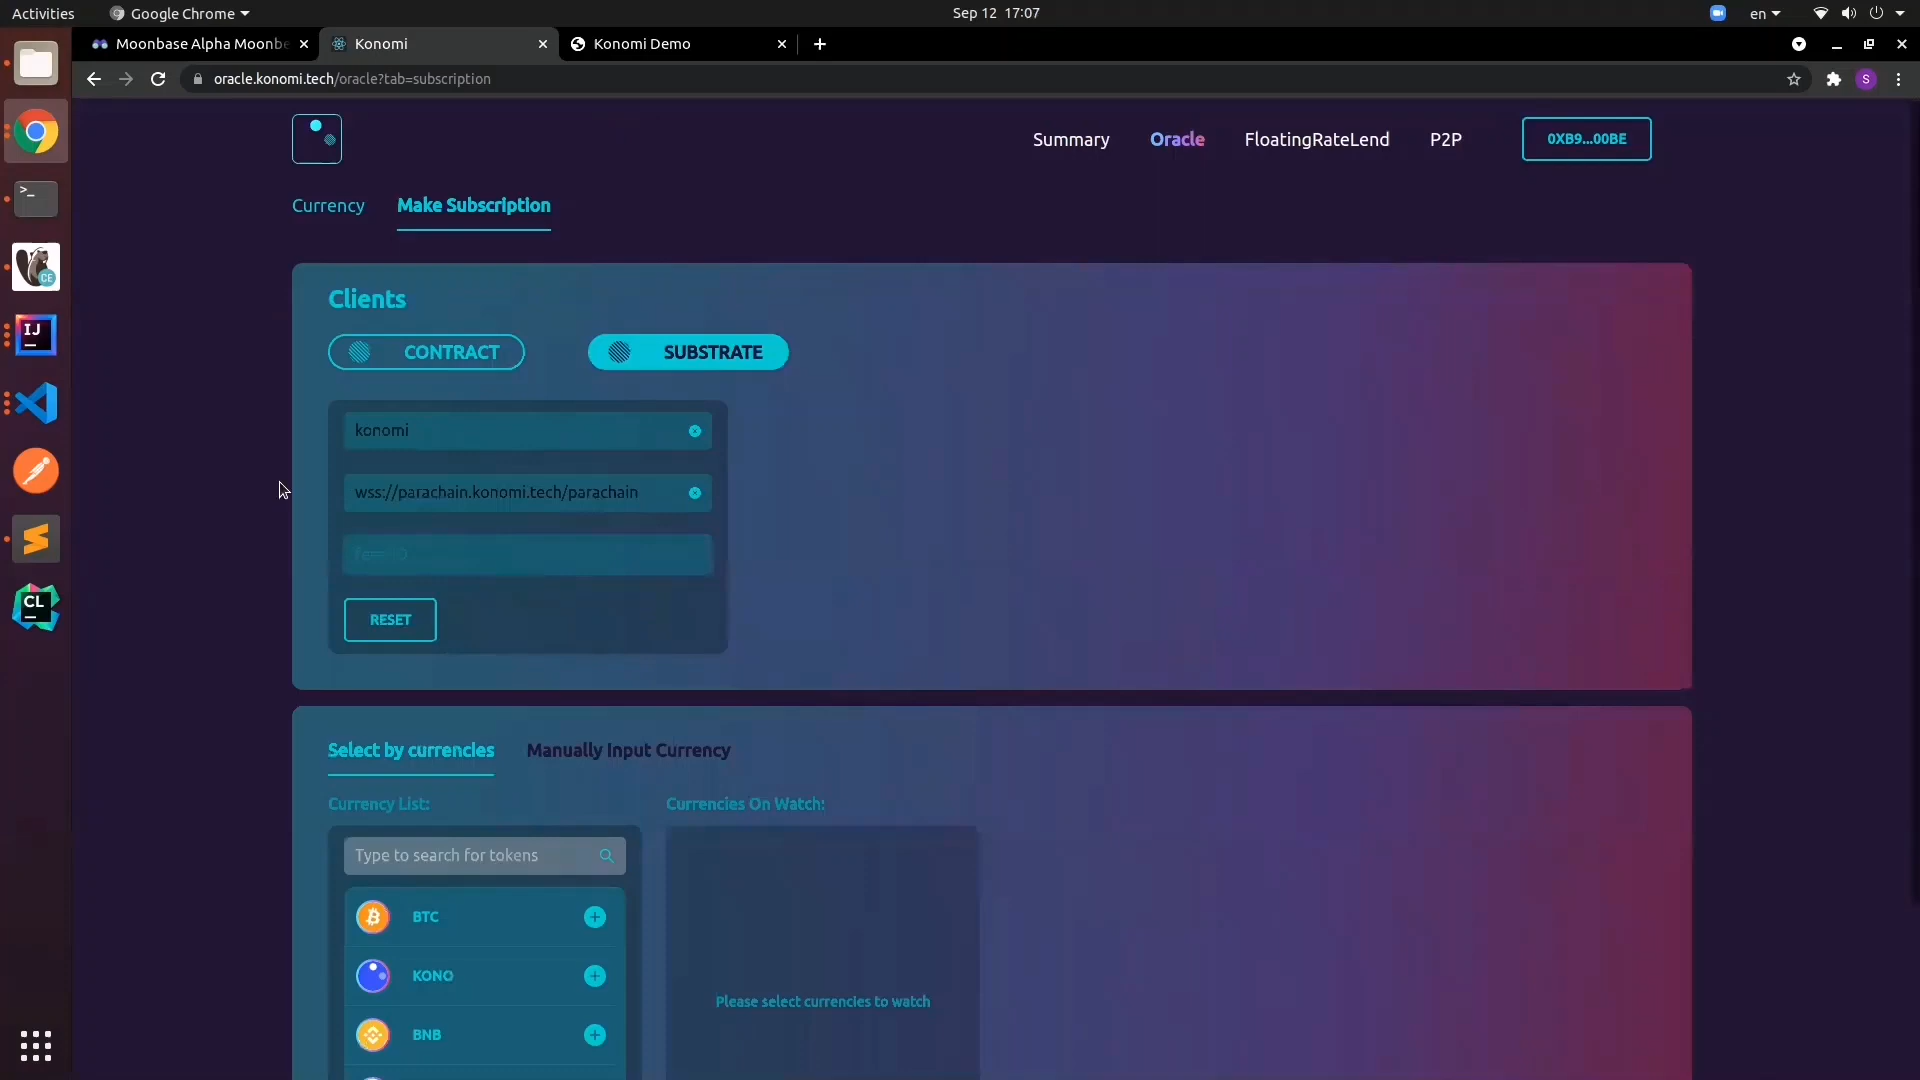 Activities
Google Chrome
Sep 12 17:07
en
Moonbase Alpha Moonbe
Konomi
Konomi Demo
oracle.konomi.tech/oracle?tab=subscription
S
Summary
Oracle
FloatingRateLend
P2P
0XB9...00BE
Currency
Make Subscription
Clients
CONTRACT
SUBSTRATE
konomi
wss://parachain.konomi.tech/parachain
RESET
Select by currencies
Manually Input Currency
Currency List:
Currencies On Watch:
Type to search for tokens
BTC
KONO
BNB
Please select currencies to watch
CE
IJ
CL